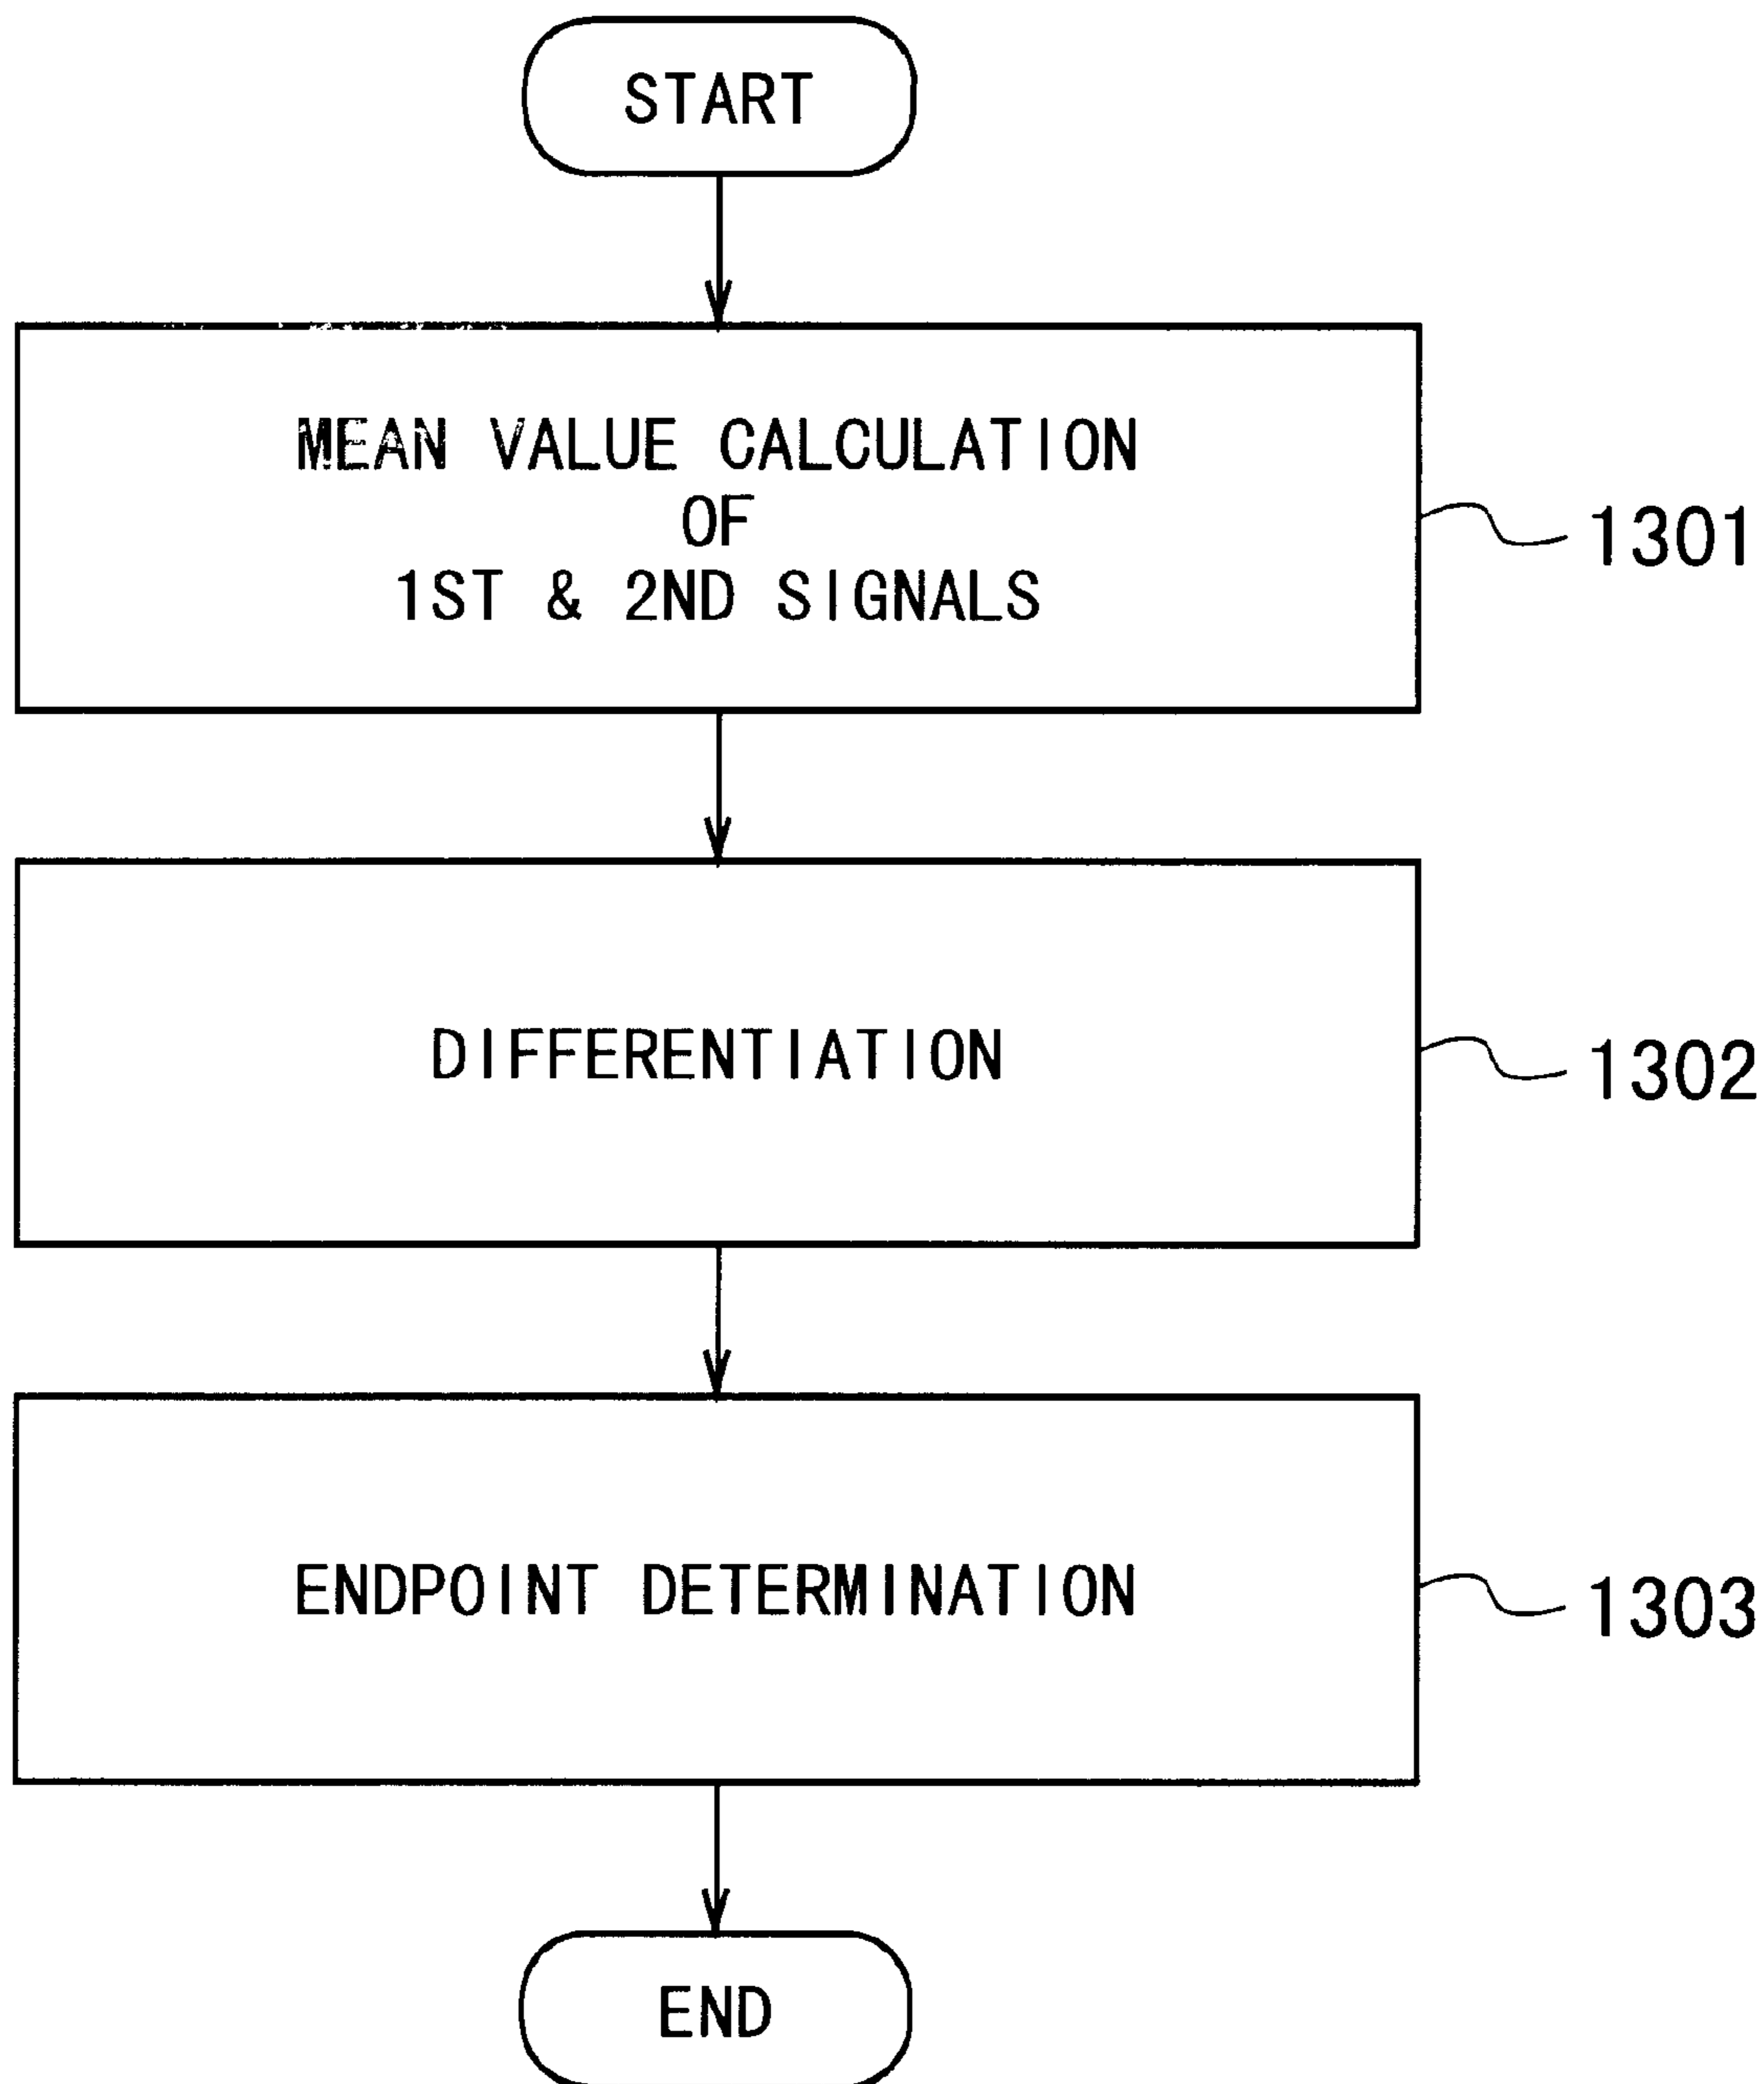 START
MEAN VALUE CALCULATION
OF
1ST & 2ND SIGNALS
1301
DIFFERENTIATION
1302
ENDPOINT DETERMINATION
1303
END